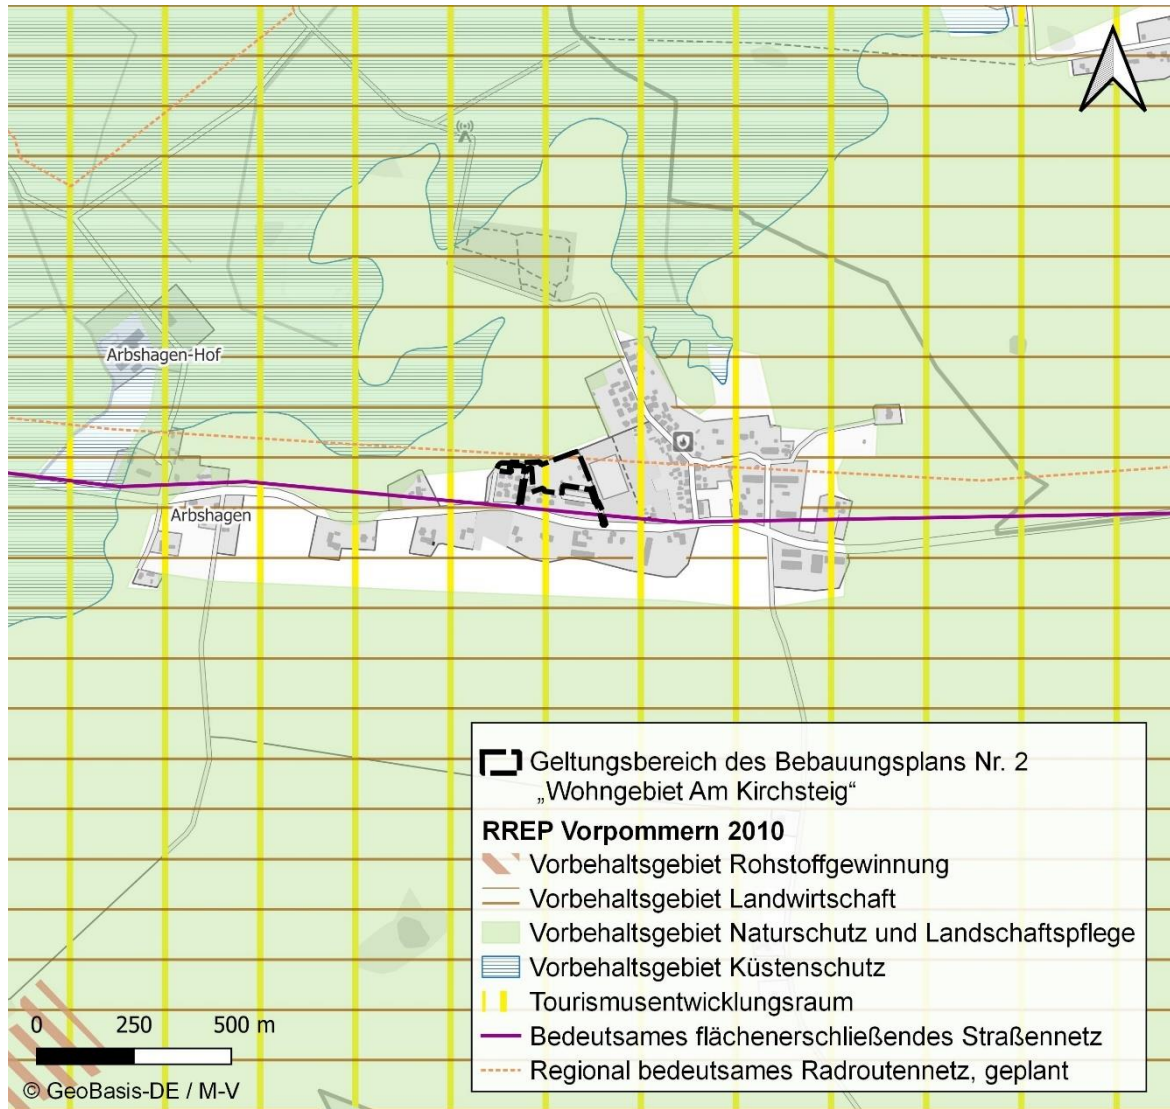 Arbshagen-Hof
Arbshagen
Geltungsbereich des Bebauungsplans Nr. 2
„Wohngebiet Am Kirchsteig“
RREP Vorpommern 2010
Vorbehaltsgebiet Rohstoffgewinnung
Vorbehaltsgebiet Landwirtschaft
Vorbehaltsgebiet Naturschutz und Landschaftspflege
Vorbehaltsgebiet Küstenschutz
Tourismusentwicklungsraum
Bedeutsames flächenerschließendes Straßennetz
Regional bedeutsames Radroutennetz, geplant
0 250 500 m
© GeoBasis-DE / M-V